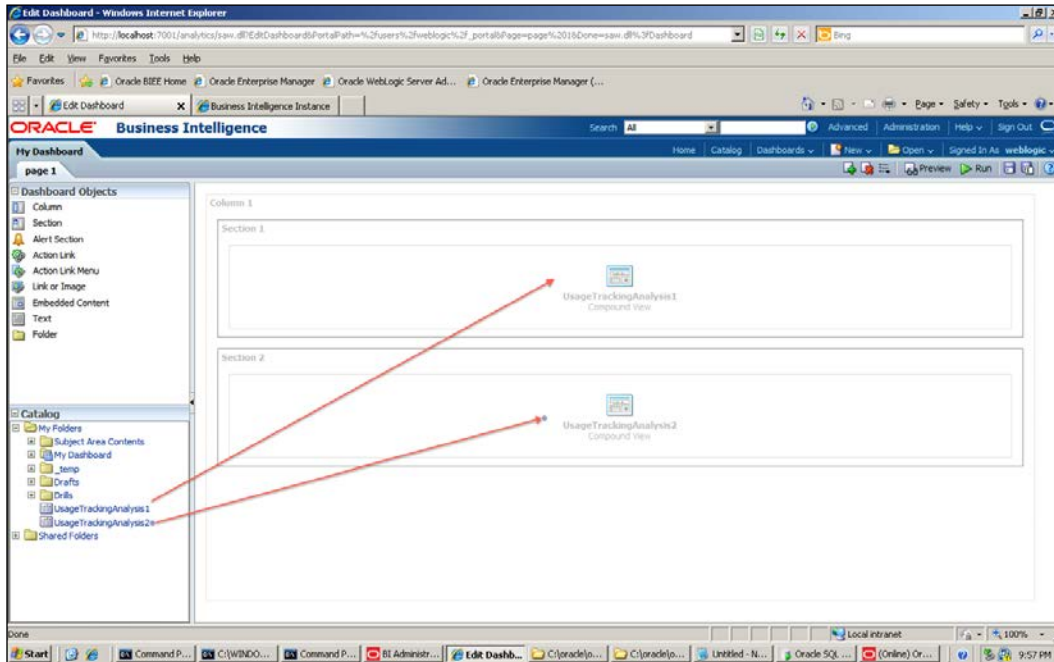 Edit Dashboard - Windows Internet Explorer
http://localhost:7001/analytics/saw.dll?EditDashboard&PortalPath=%2fusers%2fweblogic%2f_portal&Page=page%201&Done=saw.dll%3fDashboard
Bing
File Edit View Favorites Tools Help
Favorites Oracle BIEE Home Oracle Enterprise Manager Oracle WebLogic Server Ad... Oracle Enterprise Manager (...
Edit Dashboard X Business Intelligence Instance
Page Safety Tools
ORACLE Business Intelligence
Search All Advanced Administration Help Sign Out
My Dashboard
Home Catalog Dashboards New Open Signed In As weblogic
page 1
Preview Run
Dashboard Objects
Column
Section
Alert Section
Action Link
Action Link Menu
Link or Image
Embedded Content
Text
Folder
Column 1
Section 1
UsageTrackingAnalysis1
Compound View
Section 2
UsageTrackingAnalysis2
Compound View
Catalog
My Folders
Subject Area Contents
My Dashboard
_temp
Drafts
Drills
UsageTrackingAnalysis1
UsageTrackingAnalysis2
Shared Folders
Done
Local intranet
100%
Start Command P... C:\WINDO... Command P... BI Administr... Edit Dashb... C:\oracle\o... C:\oracle\o... Untitled - N... Oracle SQL ... (Online) Or... 9:57 PM